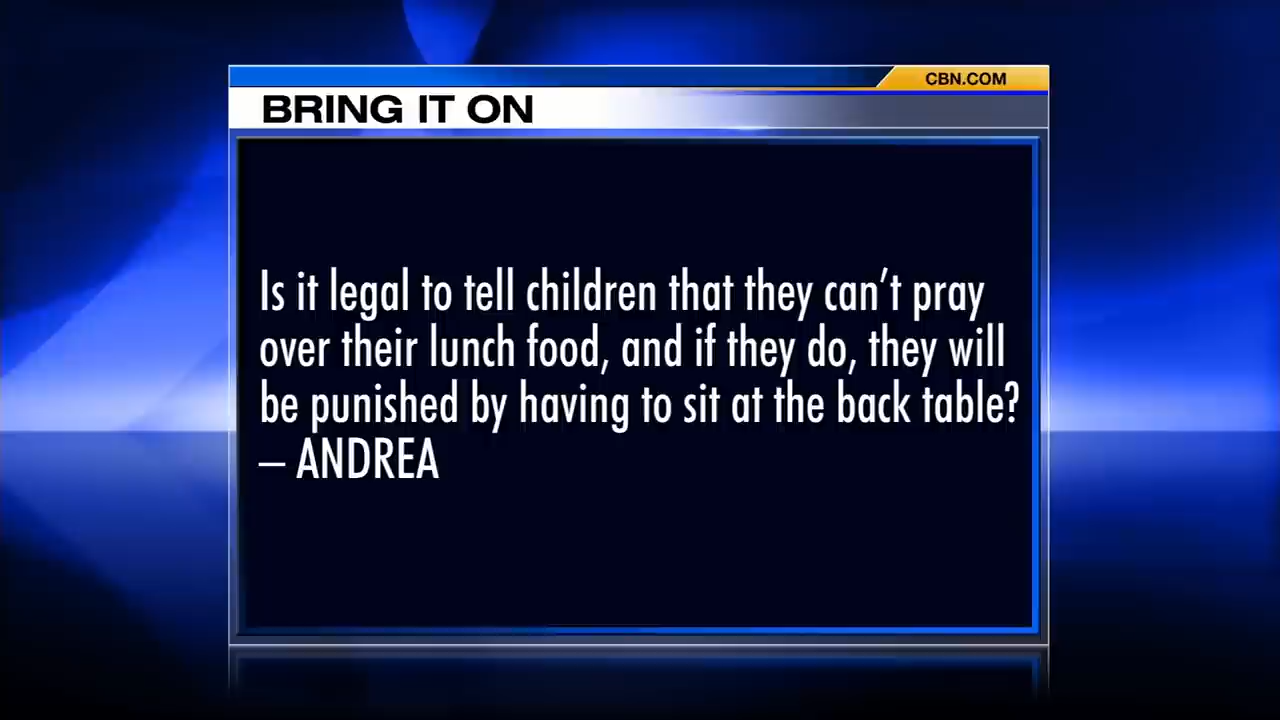 CBN.COM
BRING IT ON
Is it legal to tell children that they can’t pray
over their lunch food, and if they do, they will
be punished by having to sit at the back table?
– ANDREA